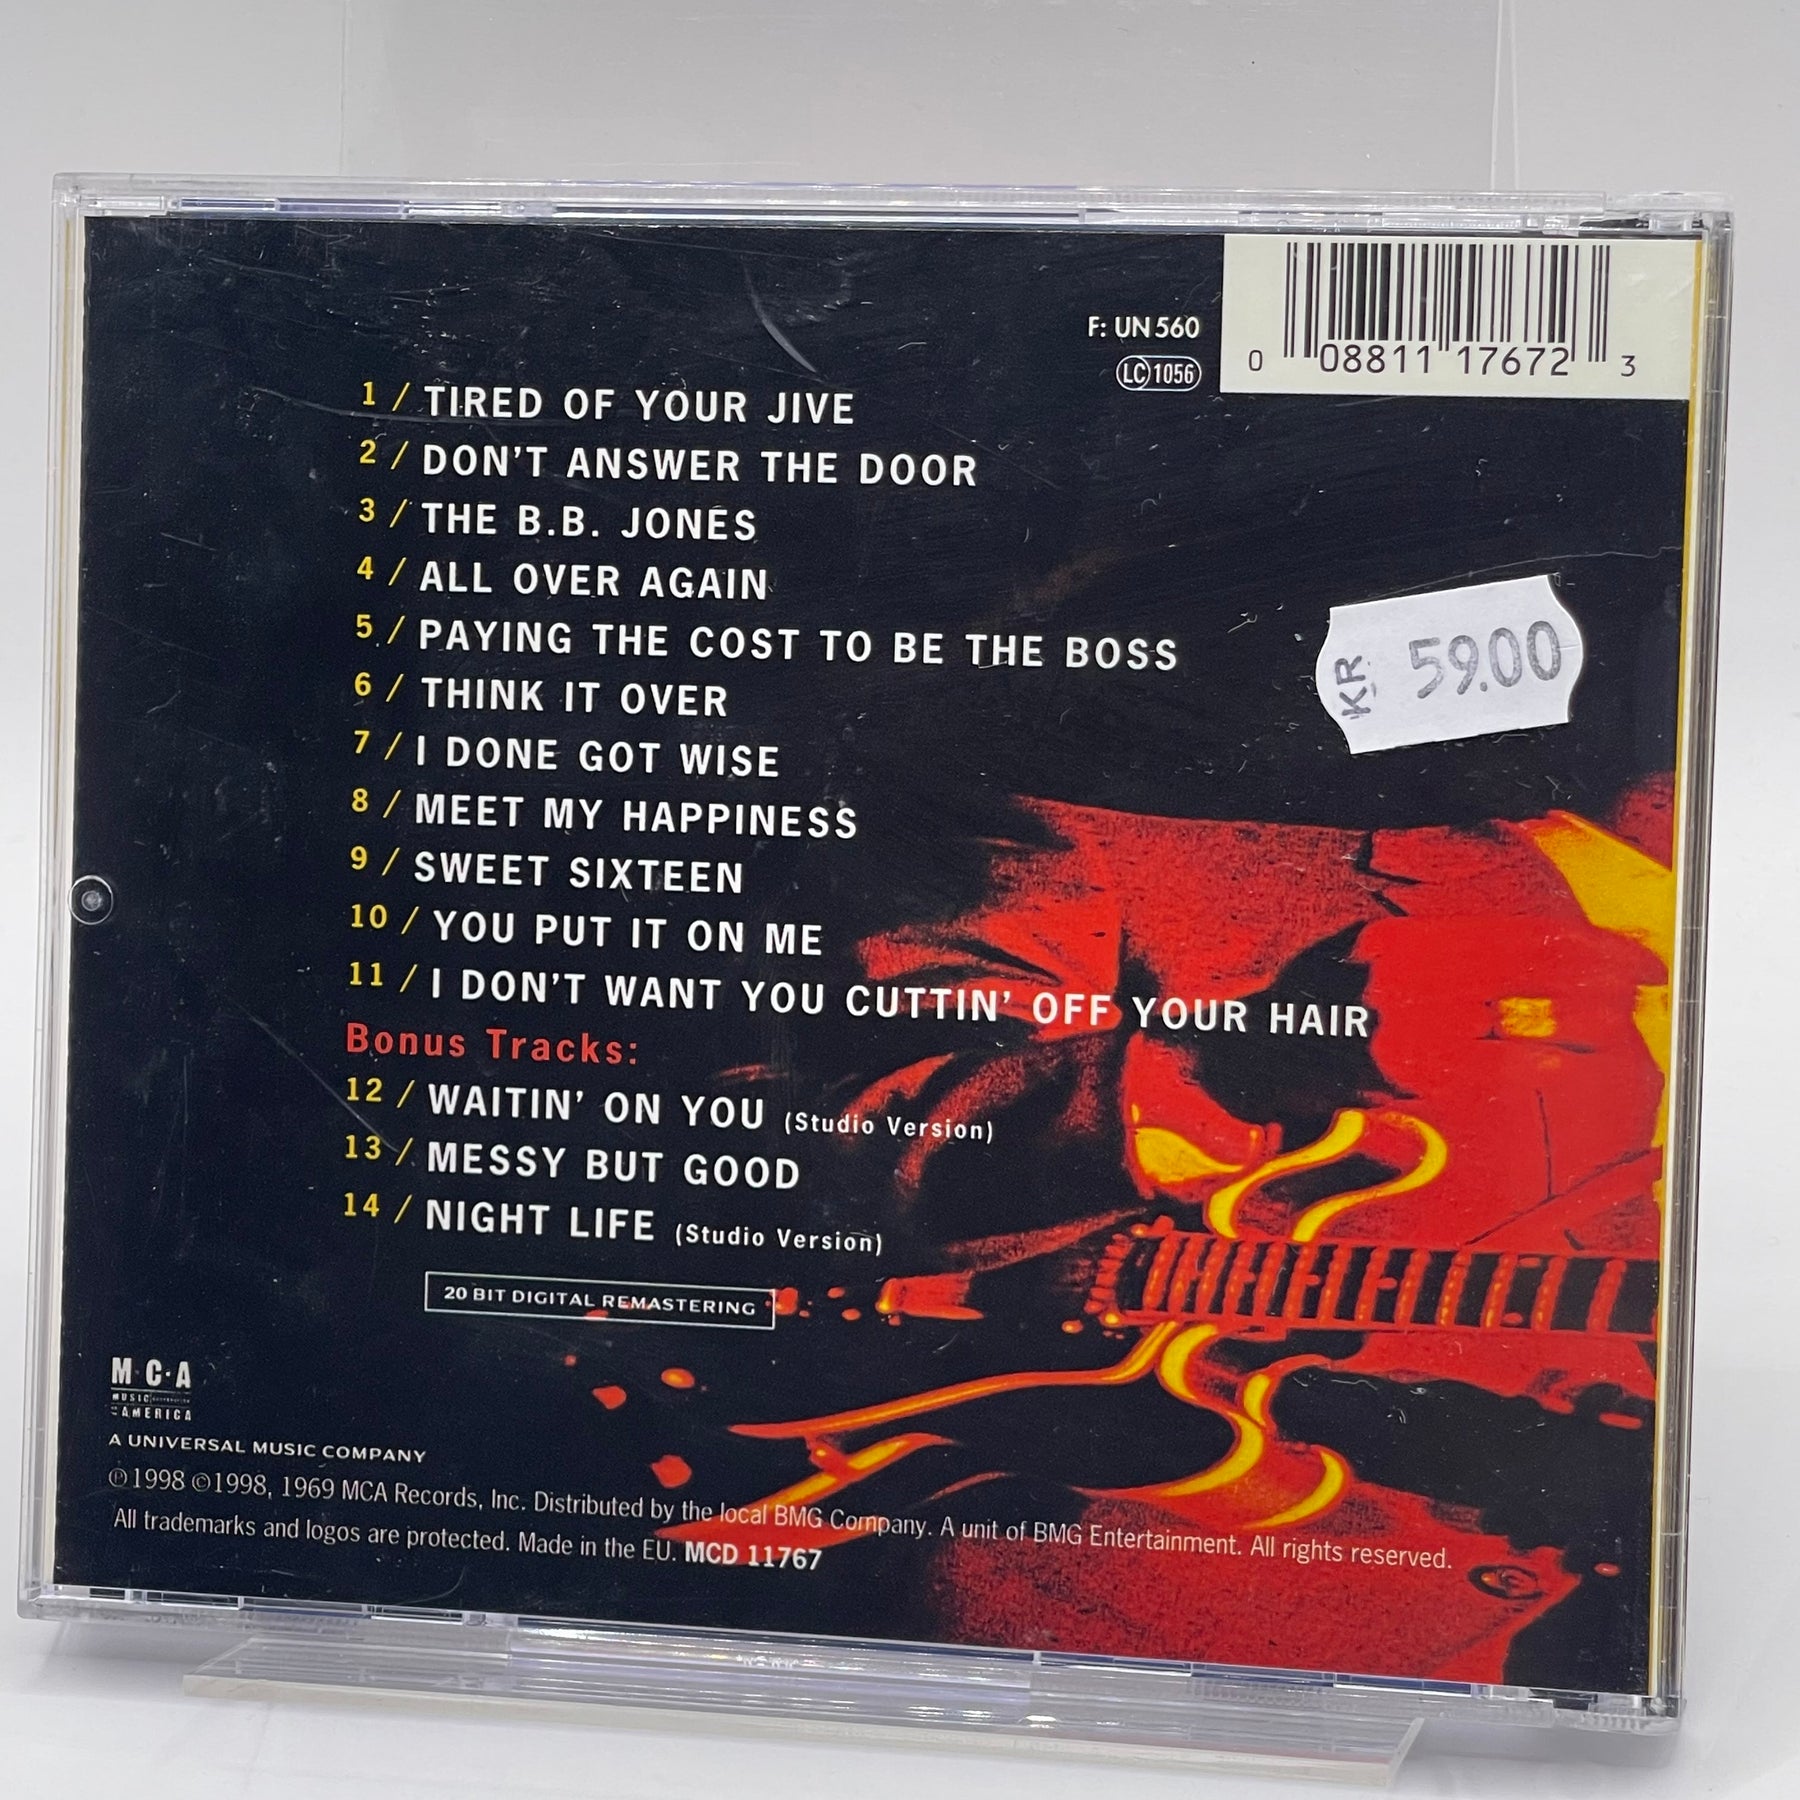 0 08811 17672 3
F: UN 560
LC 1056
1 / TIRED OF YOUR JIVE
2 / DON'T ANSWER THE DOOR
3 / THE B.B. JONES
4 / ALL OVER AGAIN
5 / PAYING THE COST TO BE THE BOSS
KR 59.00
6 / THINK IT OVER
7 / I DONE GOT WISE
8 / MEET MY HAPPINESS
9 / SWEET SIXTEEN
10 / YOU PUT IT ON ME
11 / I DON'T WANT YOU CUTTIN' OFF YOUR HAIR
Bonus Tracks:
12 / WAITIN' ON YOU (Studio Version)
13 / MESSY BUT GOOD
14 / NIGHT LIFE (Studio Version)
20 BIT DIGITAL REMASTERING
M·C·A
MUSIC
AMERICA
A UNIVERSAL MUSIC COMPANY
℗1998 ©1998, 1969 MCA Records, Inc. Distributed by the local BMG Company. A unit of BMG Entertainment. All rights reserved.
All trademarks and logos are protected. Made in the EU. MCD 11767